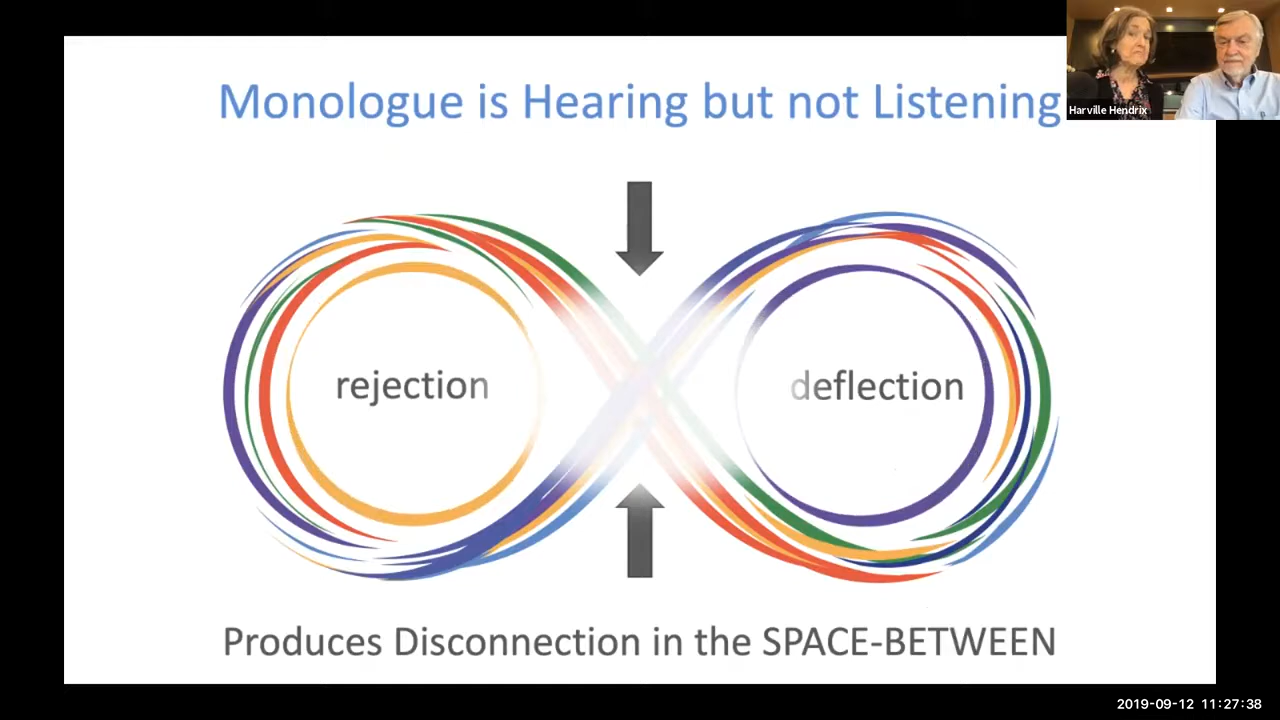 Monologue is Hearing but not Listening
Harville Hendrix
rejection
deflection
Produces Disconnection in the SPACE-BETWEEN
2019-09-12 11:27:38